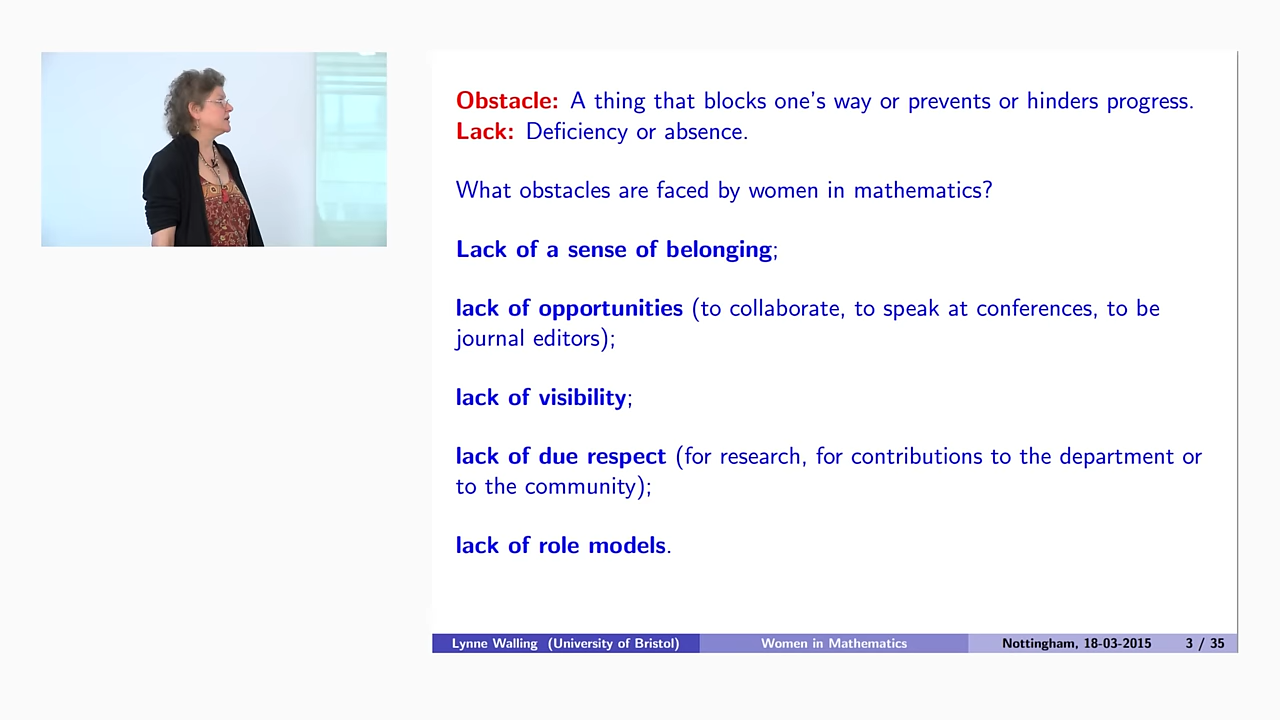 Obstacle: A thing that blocks one's way or prevents or hinders progress.
Lack: Deficiency or absence.
What obstacles are faced by women in mathematics?
Lack of a sense of belonging;
lack of opportunities (to collaborate, to speak at conferences, to be
journal editors);
lack of visibility;
lack of due respect (for research, for contributions to the department or
to the community);
lack of role models.
Lynne Walling (University of Bristol) Women in Mathematics Nottingham, 18-03-2015 3 / 35